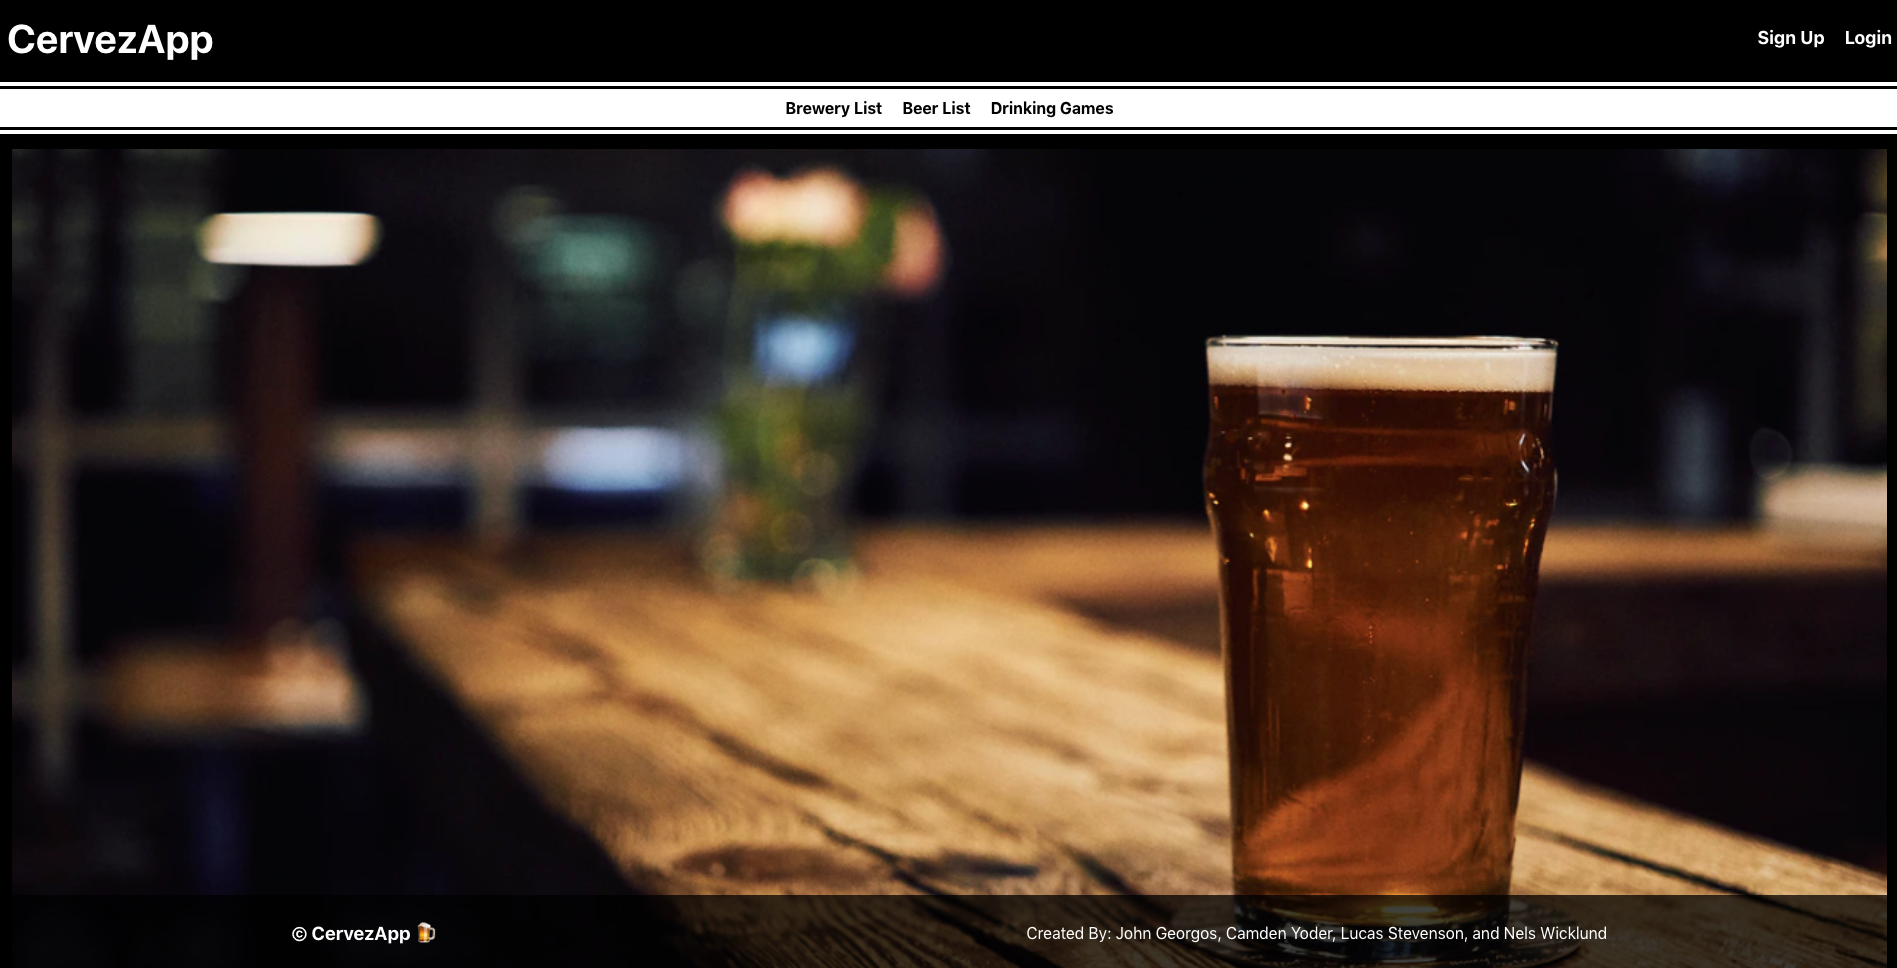 CervezApp
Sign Up Login
Brewery List Beer List Drinking Games
© CervezApp 🍺
Created By: John Georgos, Camden Yoder, Lucas Stevenson, and Nels Wicklund